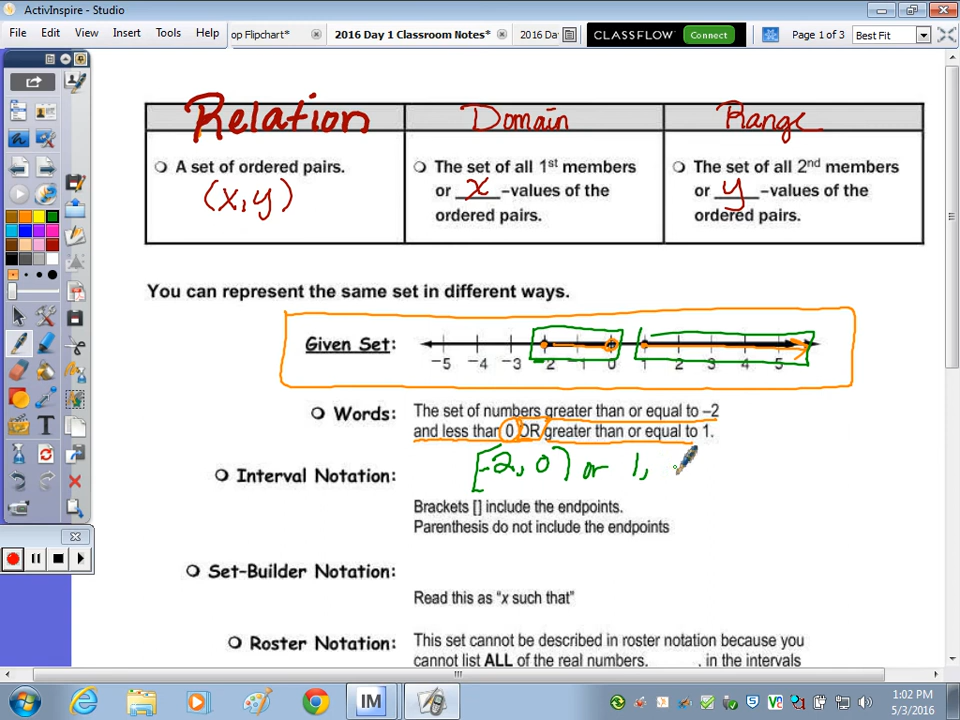 ActivInspire - Studio
File Edit View Insert Tools Help
op Flipchart* 2016 Day 1 Classroom Notes* 2016 Da CLASSFLOW Connect Page 1 of 3 Best Fit
Relation Domain Range
A set of ordered pairs.
(x, y)
The set of all 1st members
or x -values of the
ordered pairs.
The set of all 2nd members
or y -values of the
ordered pairs.
You can represent the same set in different ways.
Given Set:
-5 -4 -3 -2 -1 0 1 2 3 4 5
Words:
The set of numbers greater than or equal to -2
and less than 0 OR greater than or equal to 1.
Interval Notation:
[-2, 0) or 1,
Brackets [] include the endpoints.
Parenthesis do not include the endpoints
Set-Builder Notation:
Read this as "x such that"
Roster Notation:
This set cannot be described in roster notation because you
cannot list ALL of the real numbers. , in the intervals
IM
1:02 PM
5/3/2016